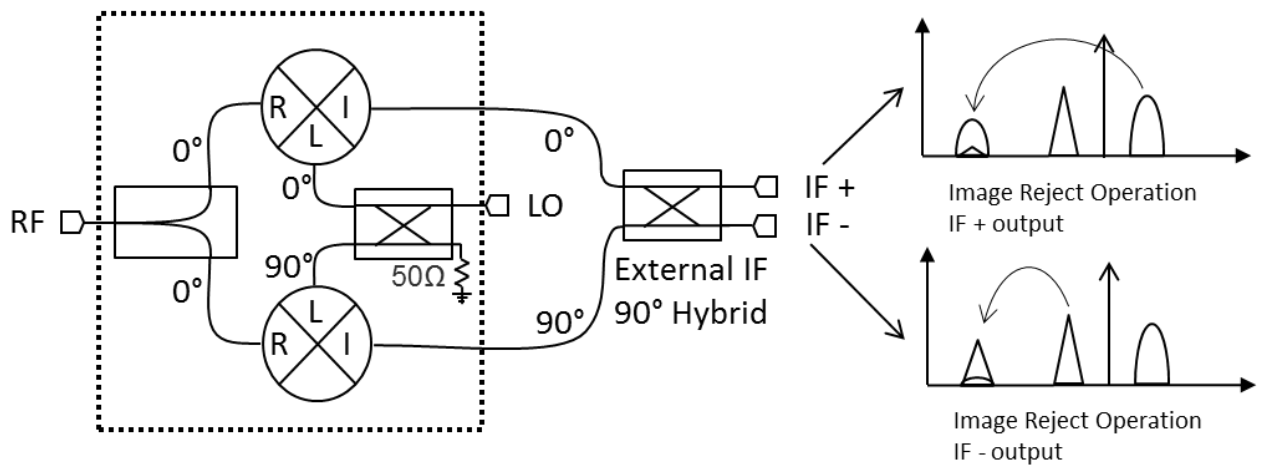 RF
0°
0°
R
I
L
0°
LO
90°
50Ω
L
R
I
0°
90°
IF +
IF -
External IF
90° Hybrid
Image Reject Operation
IF + output
Image Reject Operation
IF - output